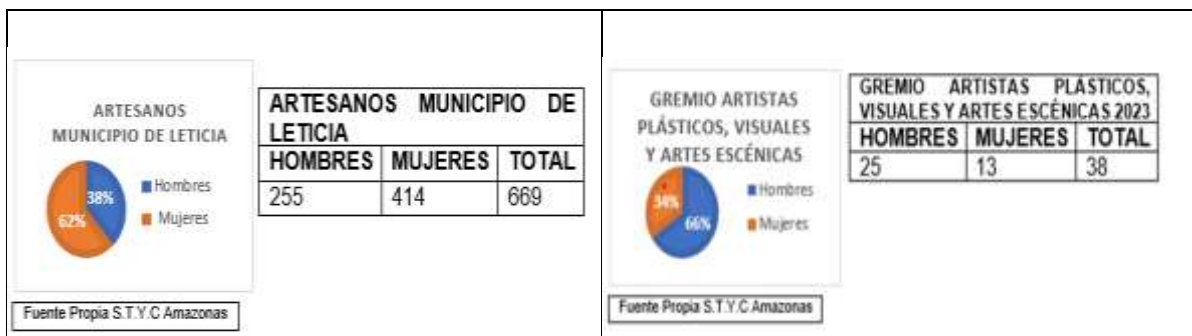 ARTESANOS
MUNICIPIO DE LETICIA
38%
62%
Hombres
Mujeres
ARTESANOS MUNICIPIO DE
LETICIA
HOMBRES MUJERES TOTAL
255 414 669
Fuente Propia S.T.Y.C Amazonas
GREMIO ARTISTAS
PLÁSTICOS, VISUALES
Y ARTES ESCÉNICAS
34%
66%
Hombres
Mujeres
GREMIO ARTISTAS PLÁSTICOS,
VISUALES Y ARTES ESCÉNICAS 2023
HOMBRES MUJERES TOTAL
25 13 38
Fuente Propia S.T.Y.C Amazonas